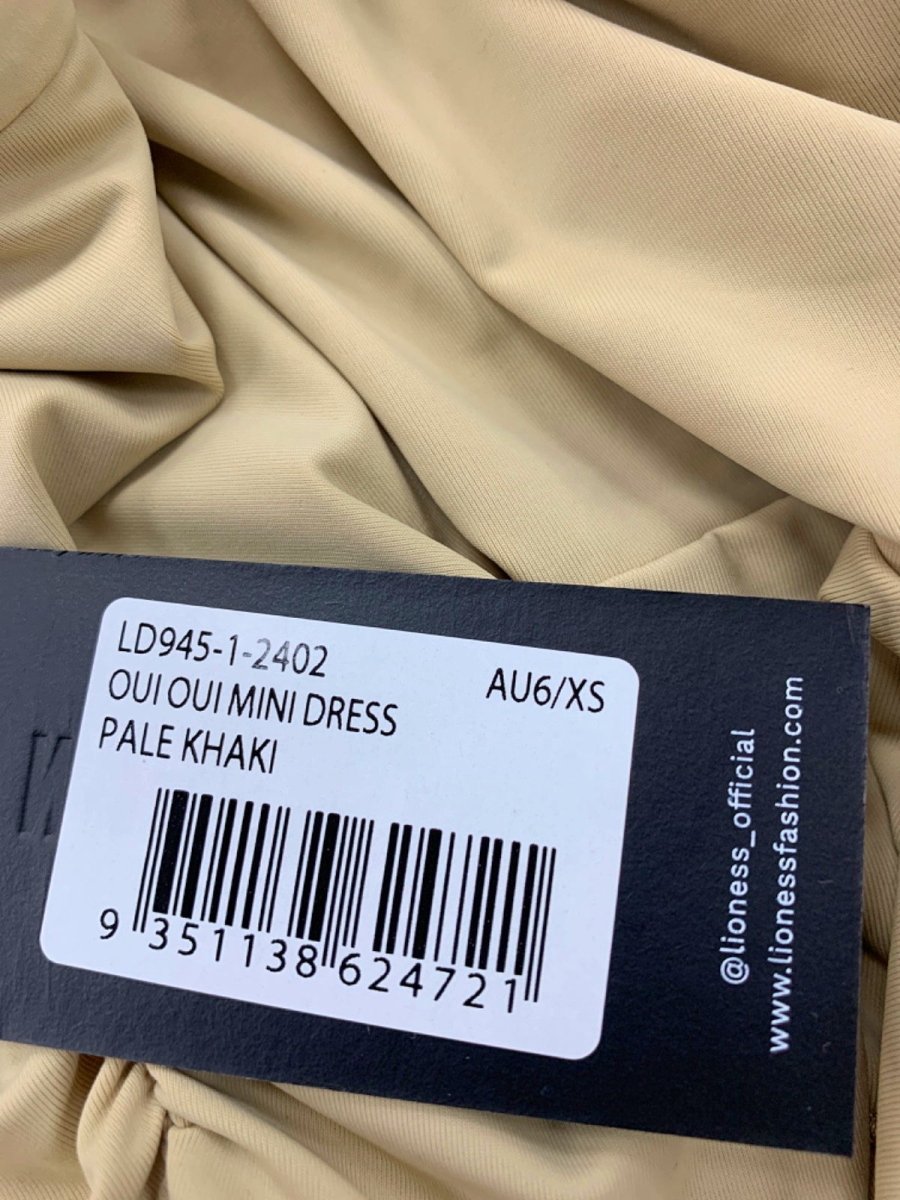 LD945-1-2402
AU6/XS
OUI OUI MINI DRESS
PALE KHAKI
9 351138 624721
@lioness_official
www.lionessfashion.com